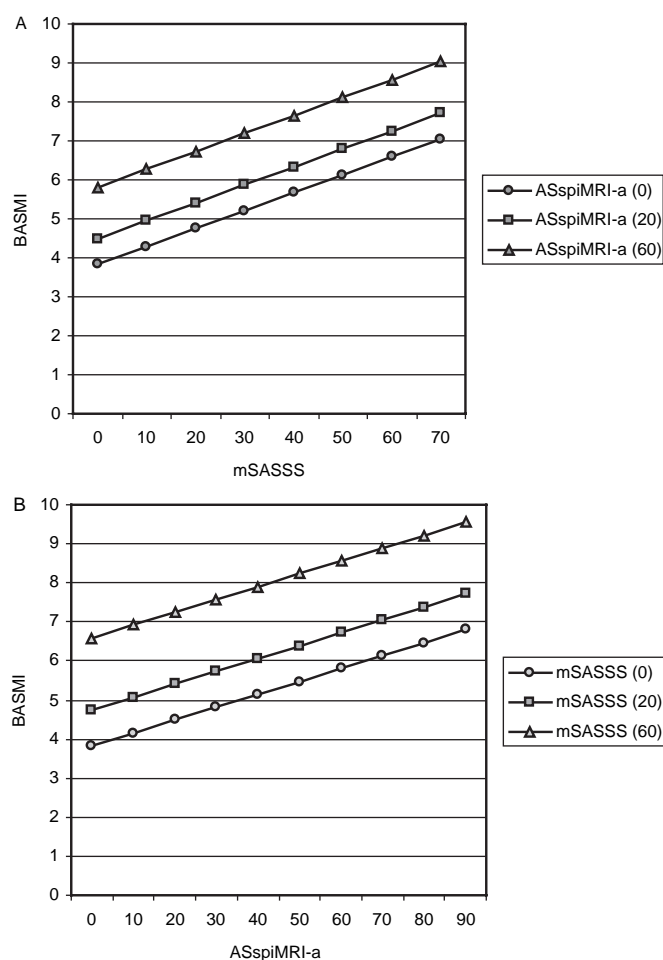 A
10
9
8
7
6
5
4
3
2
1
0
BASMI
0 10 20 30 40 50 60 70
mSASSS
ASspiMRI-a (0)
ASspiMRI-a (20)
ASspiMRI-a (60)
B
10
9
8
7
6
5
4
3
2
1
0
BASMI
0 10 20 30 40 50 60 70 80 90
ASspiMRI-a
mSASSS (0)
mSASSS (20)
mSASSS (60)